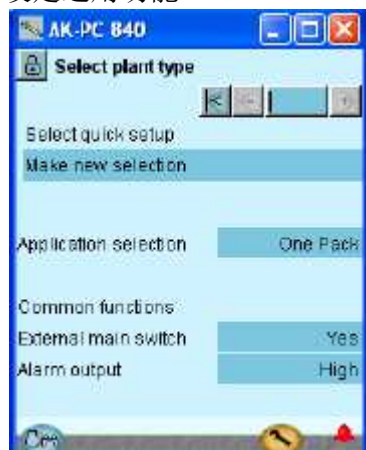 AK-PC 840
Select plant type
Select quick setup
Make new selection
Application selection One Pack
Common functions
External main switch Yes
Alarm output High